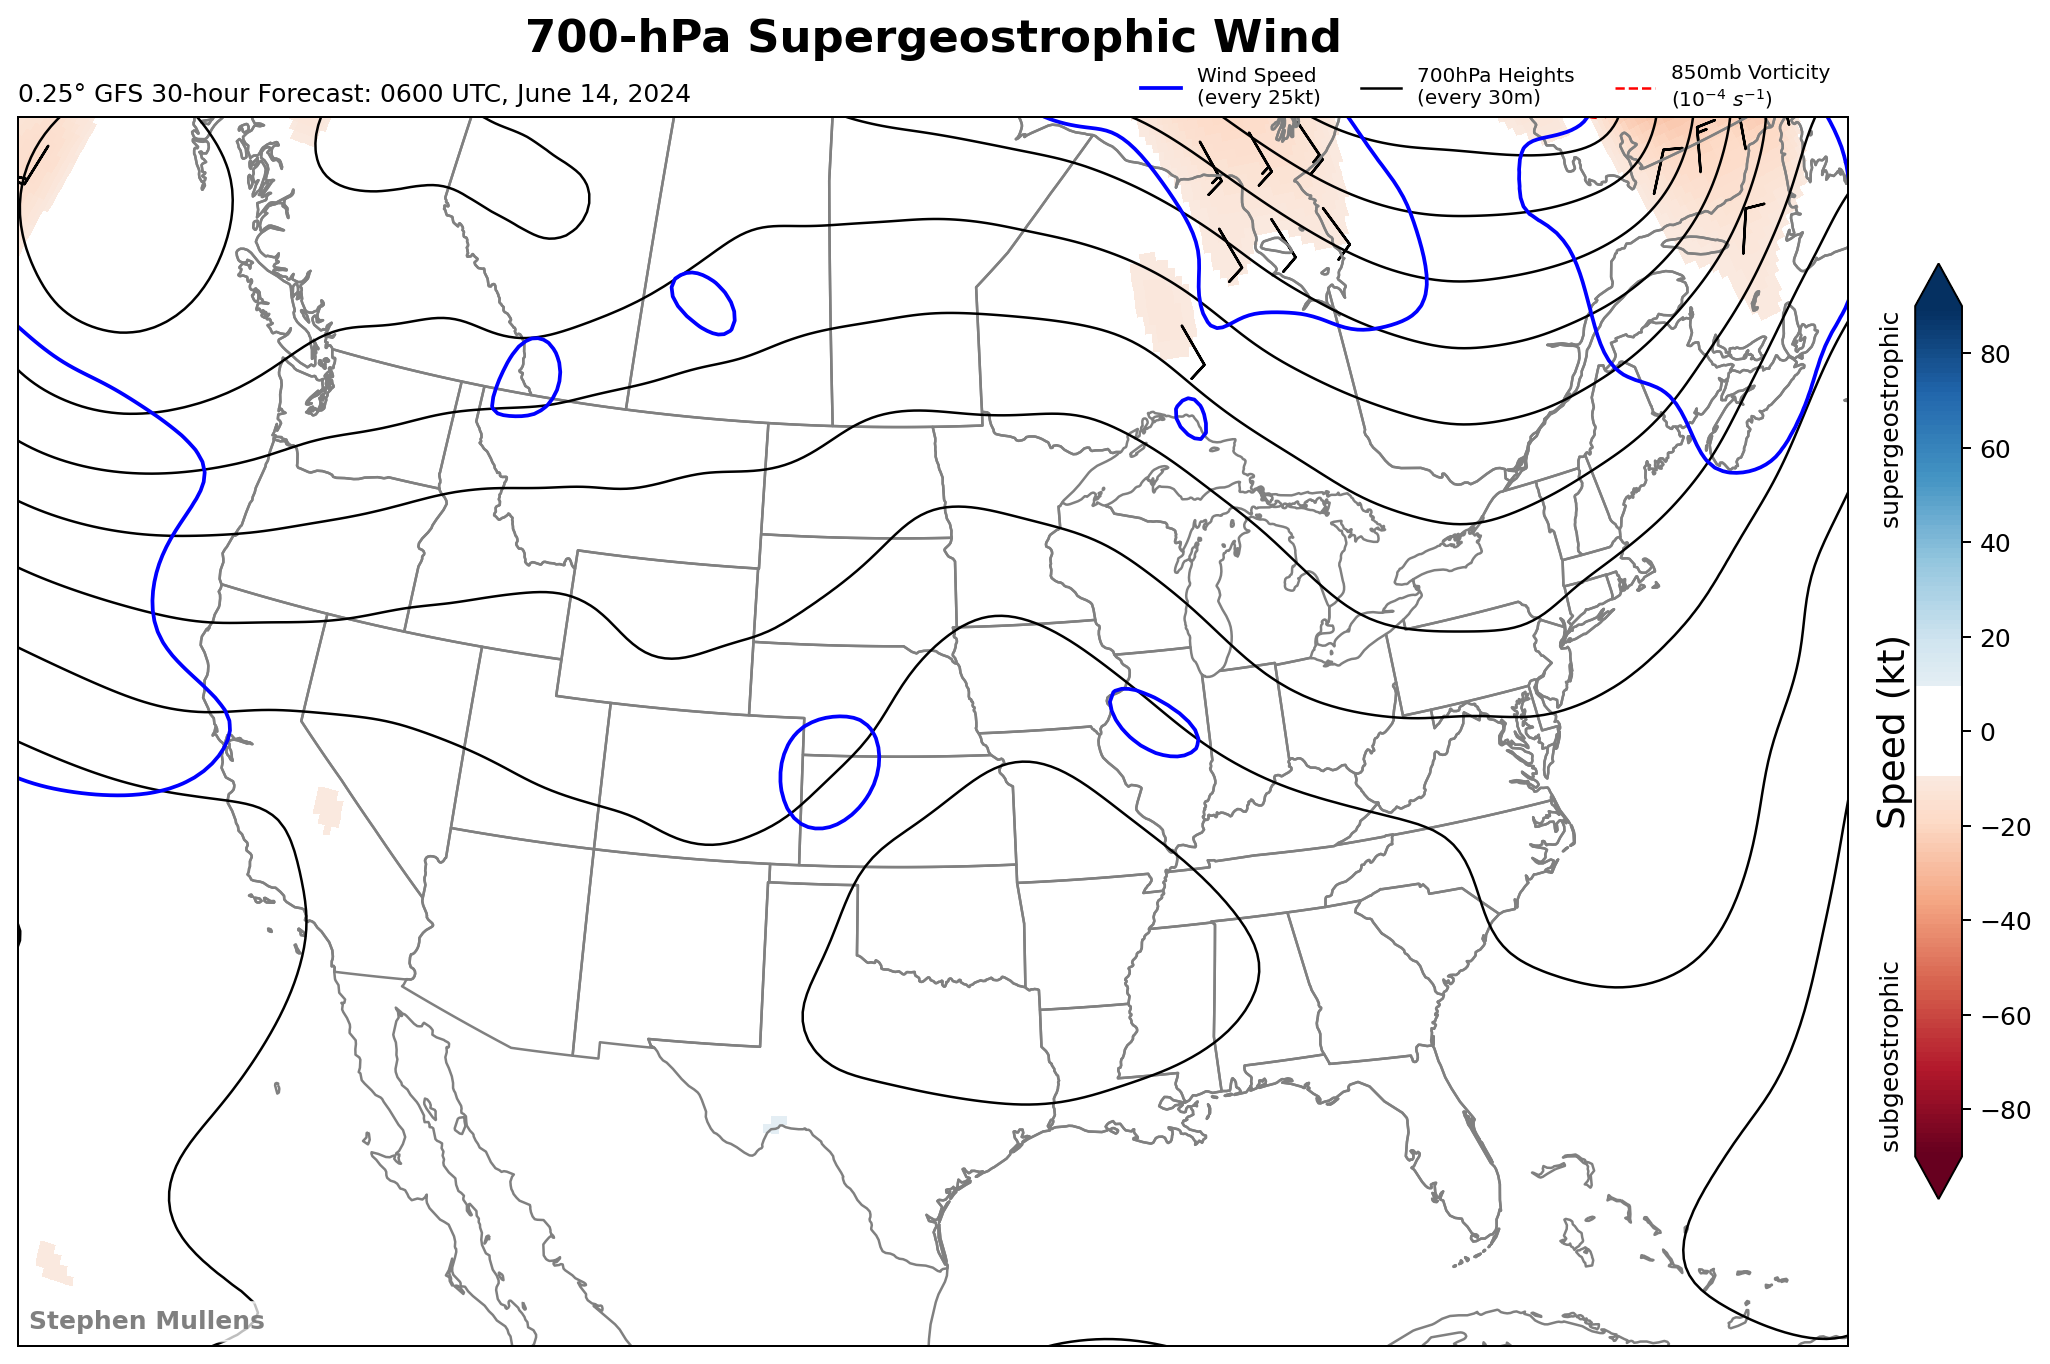 700-hPa Supergeostrophic Wind
0.25° GFS 30-hour Forecast: 0600 UTC, June 14, 2024
Wind Speed
(every 25kt)
700hPa Heights
(every 30m)
850mb Vorticity
(10⁻⁴ s⁻¹)
supergeostrophic
Speed (kt)
subgeostrophic
80
60
40
20
0
−20
−40
−60
−80
Stephen Mullens